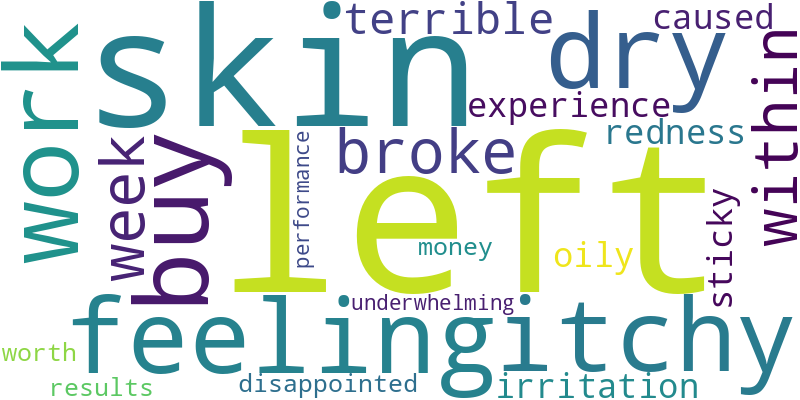 skin
terrible
dry
caused
work
experience
within
redness
broke
week
buy
left
performance
sticky
money
oily
underwhelming
feeling
itchy
worth
results
disappointed
irritation